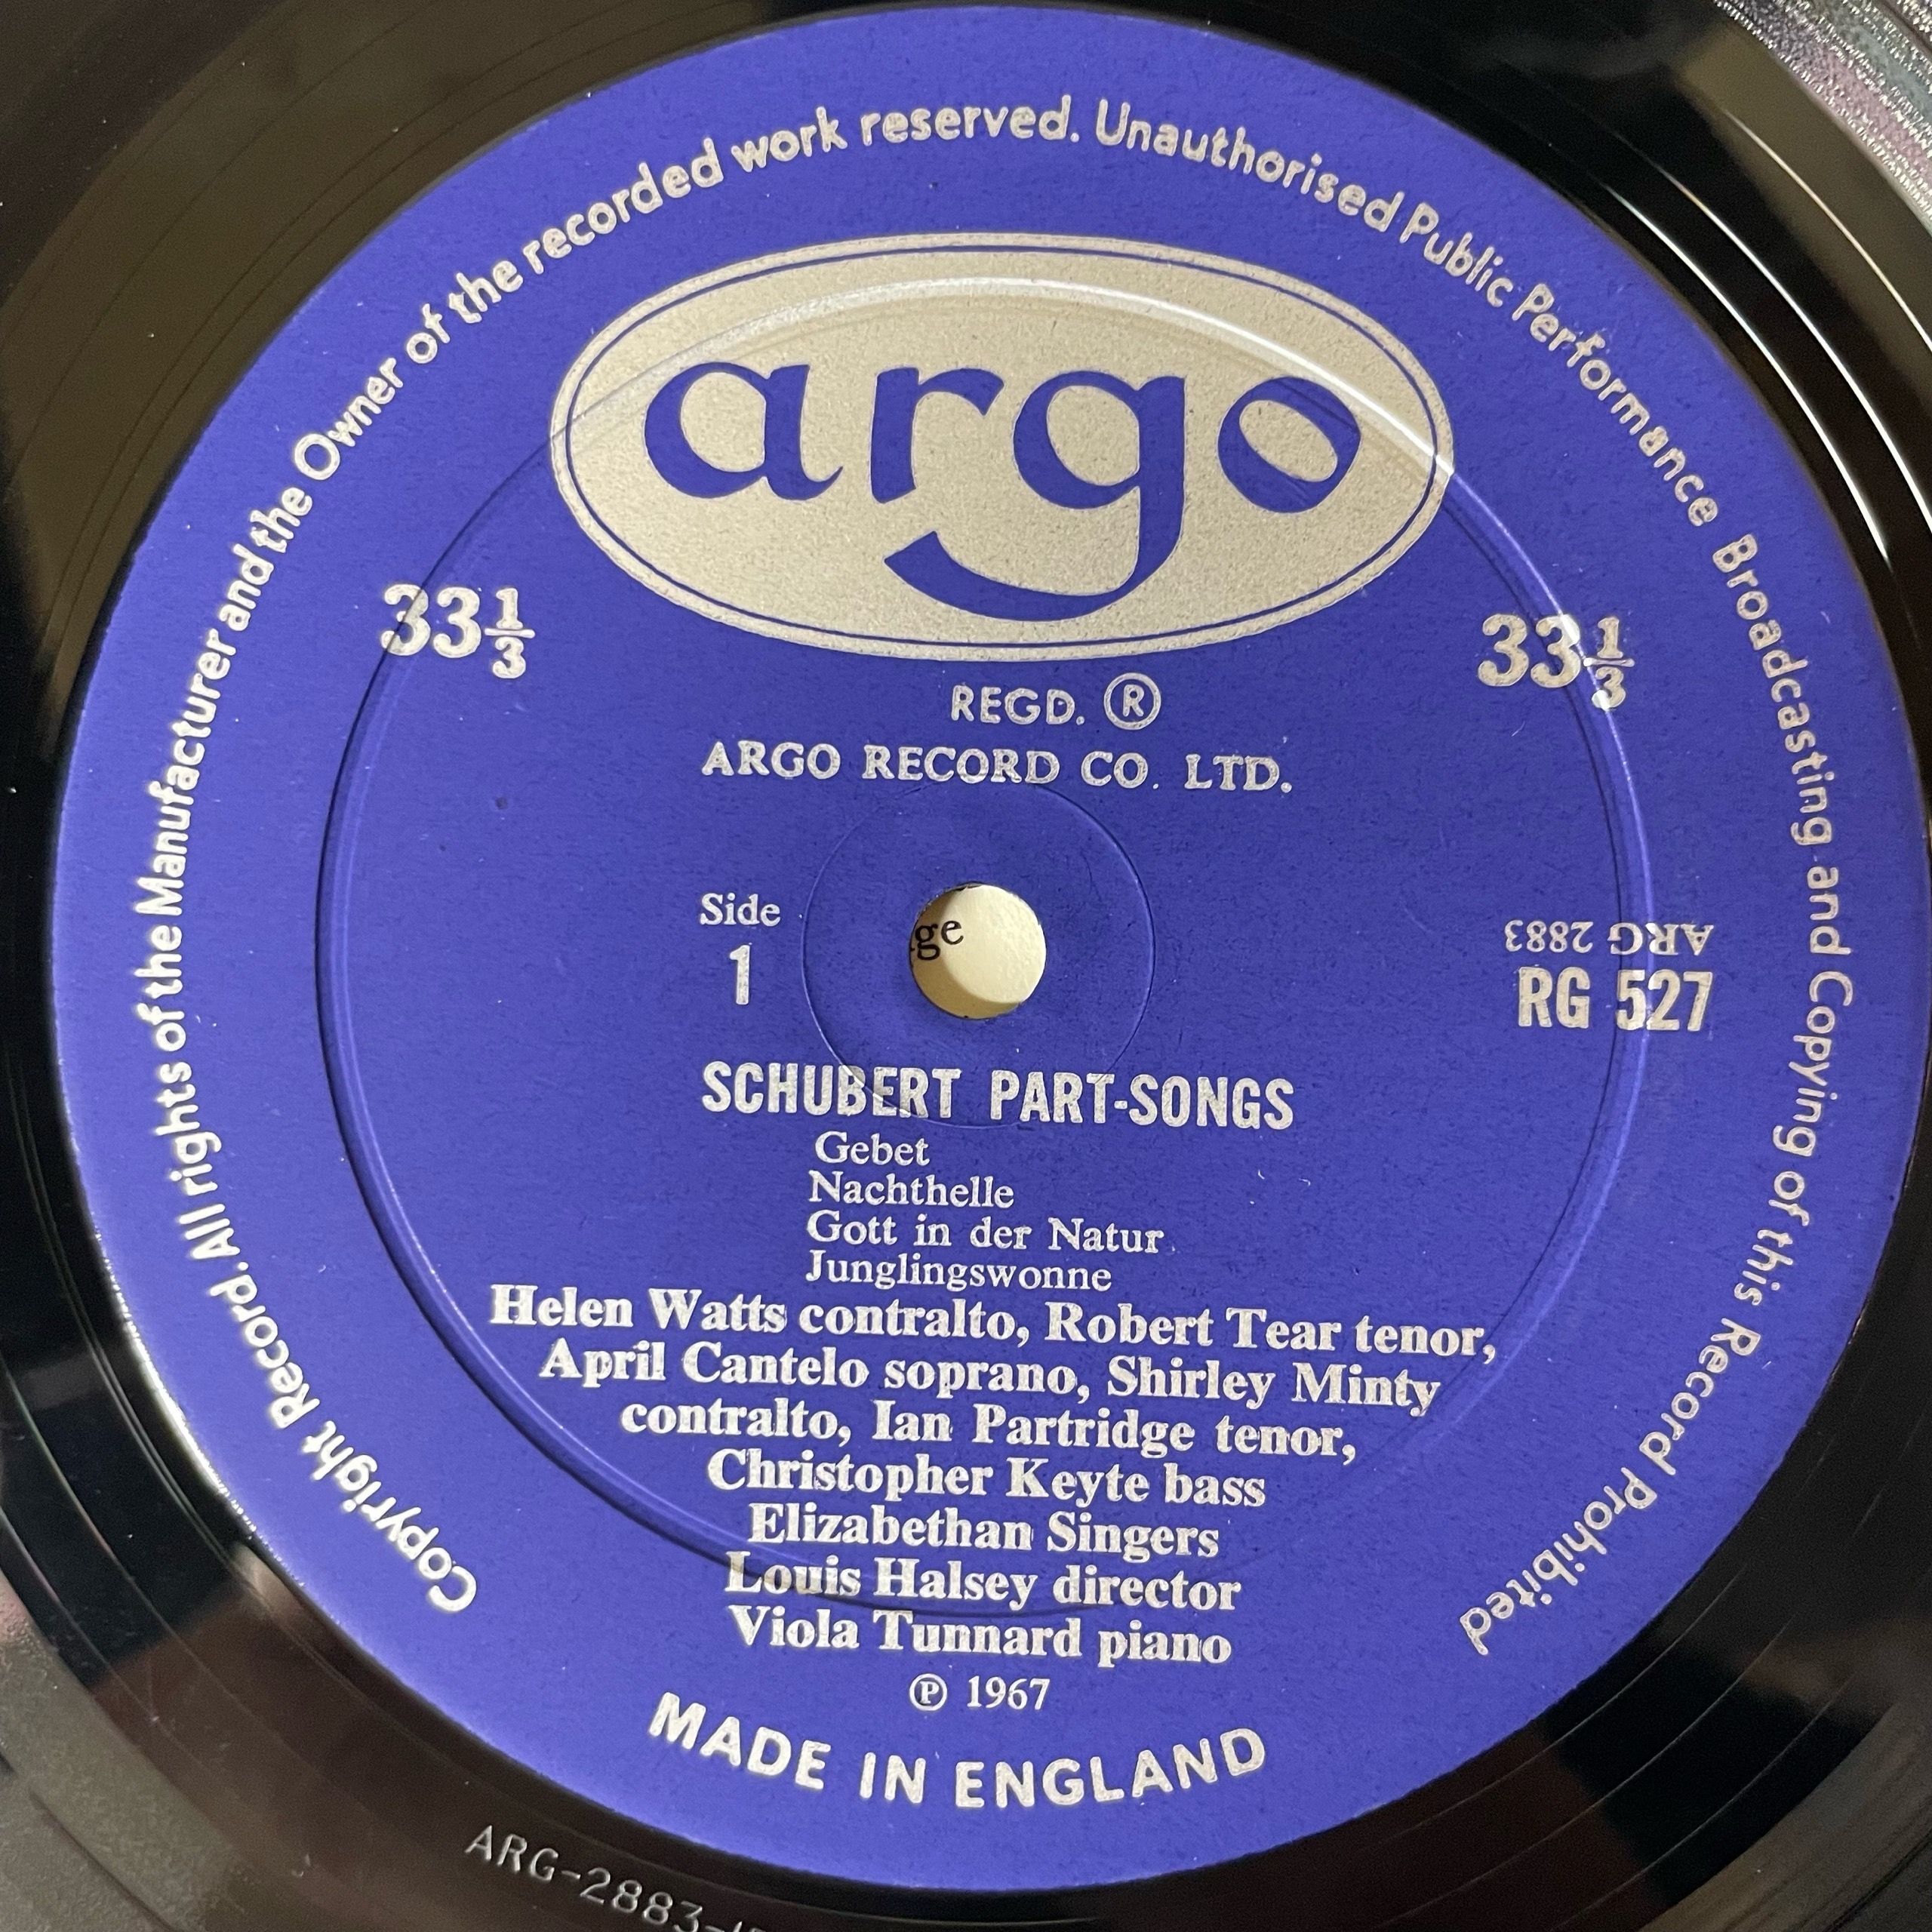 Copyright Record. All rights of the Manufacturer and the Owner of the recorded work reserved. Unauthorised Public Performance Broadcasting and Copying of this Record Prohibited
argo
33⅓
33⅓
REGD. ®
ARGO RECORD CO. LTD.
Side
1
ge
ARG 2883
RG 527
SCHUBERT PART-SONGS
Gebet
Nachthelle
Gott in der Natur
Junglingswonne
Helen Watts contralto, Robert Tear tenor,
April Cantelo soprano, Shirley Minty
contralto, Ian Partridge tenor,
Christopher Keyte bass
Elizabethan Singers
Louis Halsey director
Viola Tunnard piano
℗ 1967
MADE IN ENGLAND
ARG-2883-